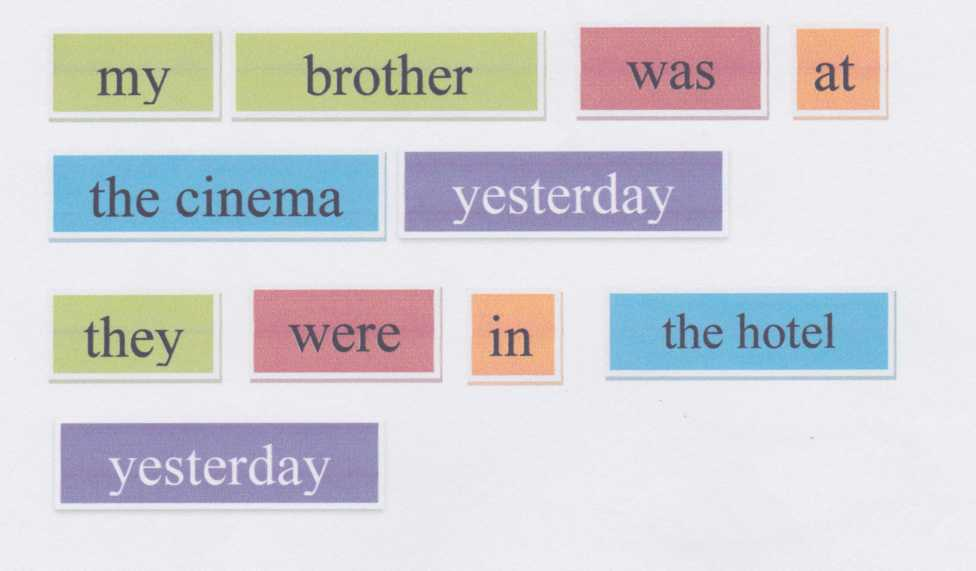 my brother was at
the cinema yesterday
they were in the hotel
yesterday